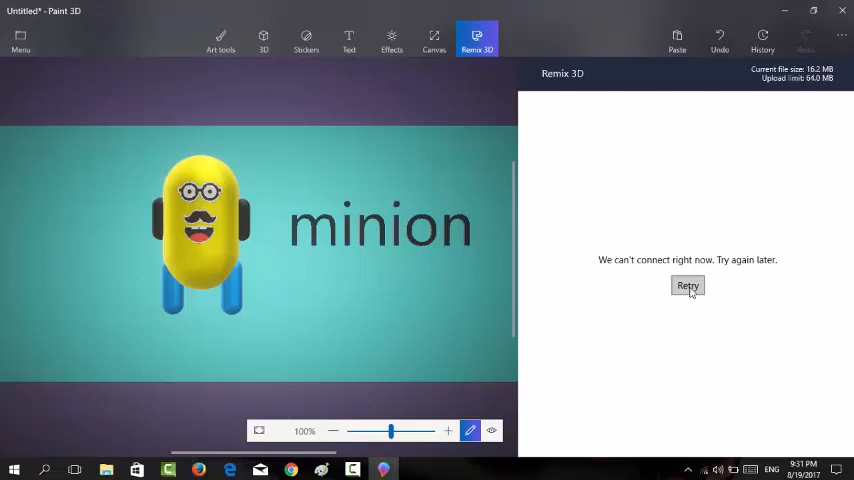 Untitled* - Paint 3D
Menu
Art tools
3D
Stickers
Text
Effects
Canvas
Remix 3D
Paste
Undo
History
Redo
Remix 3D
Current file size: 16.2 MB
Upload limit: 64.0 MB
minion
We can't connect right now. Try again later.
Retry
100%
ENG
9:31 PM
8/19/2017